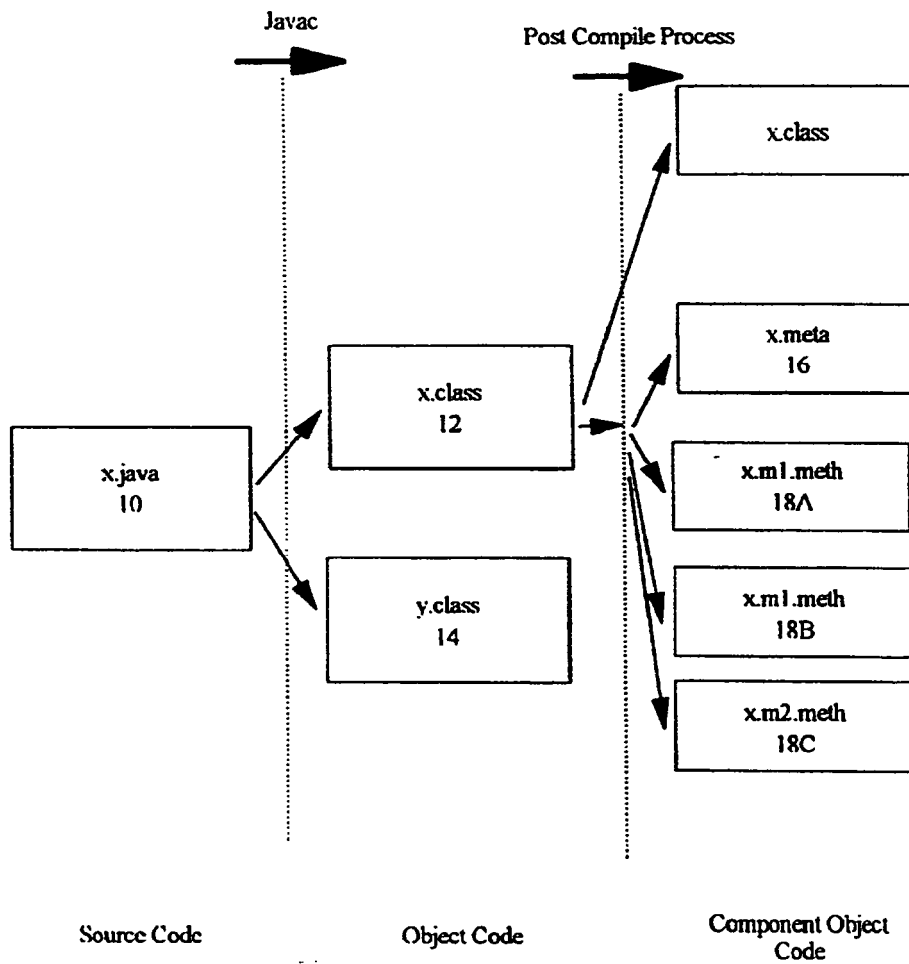 Javac
Post Compile Process
x.class
x.meta
16
x.class
12
x.java
10
x.m1.meth
18A
y.class
14
x.m1.meth
18B
x.m2.meth
18C
Source Code
Object Code
Component Object
Code